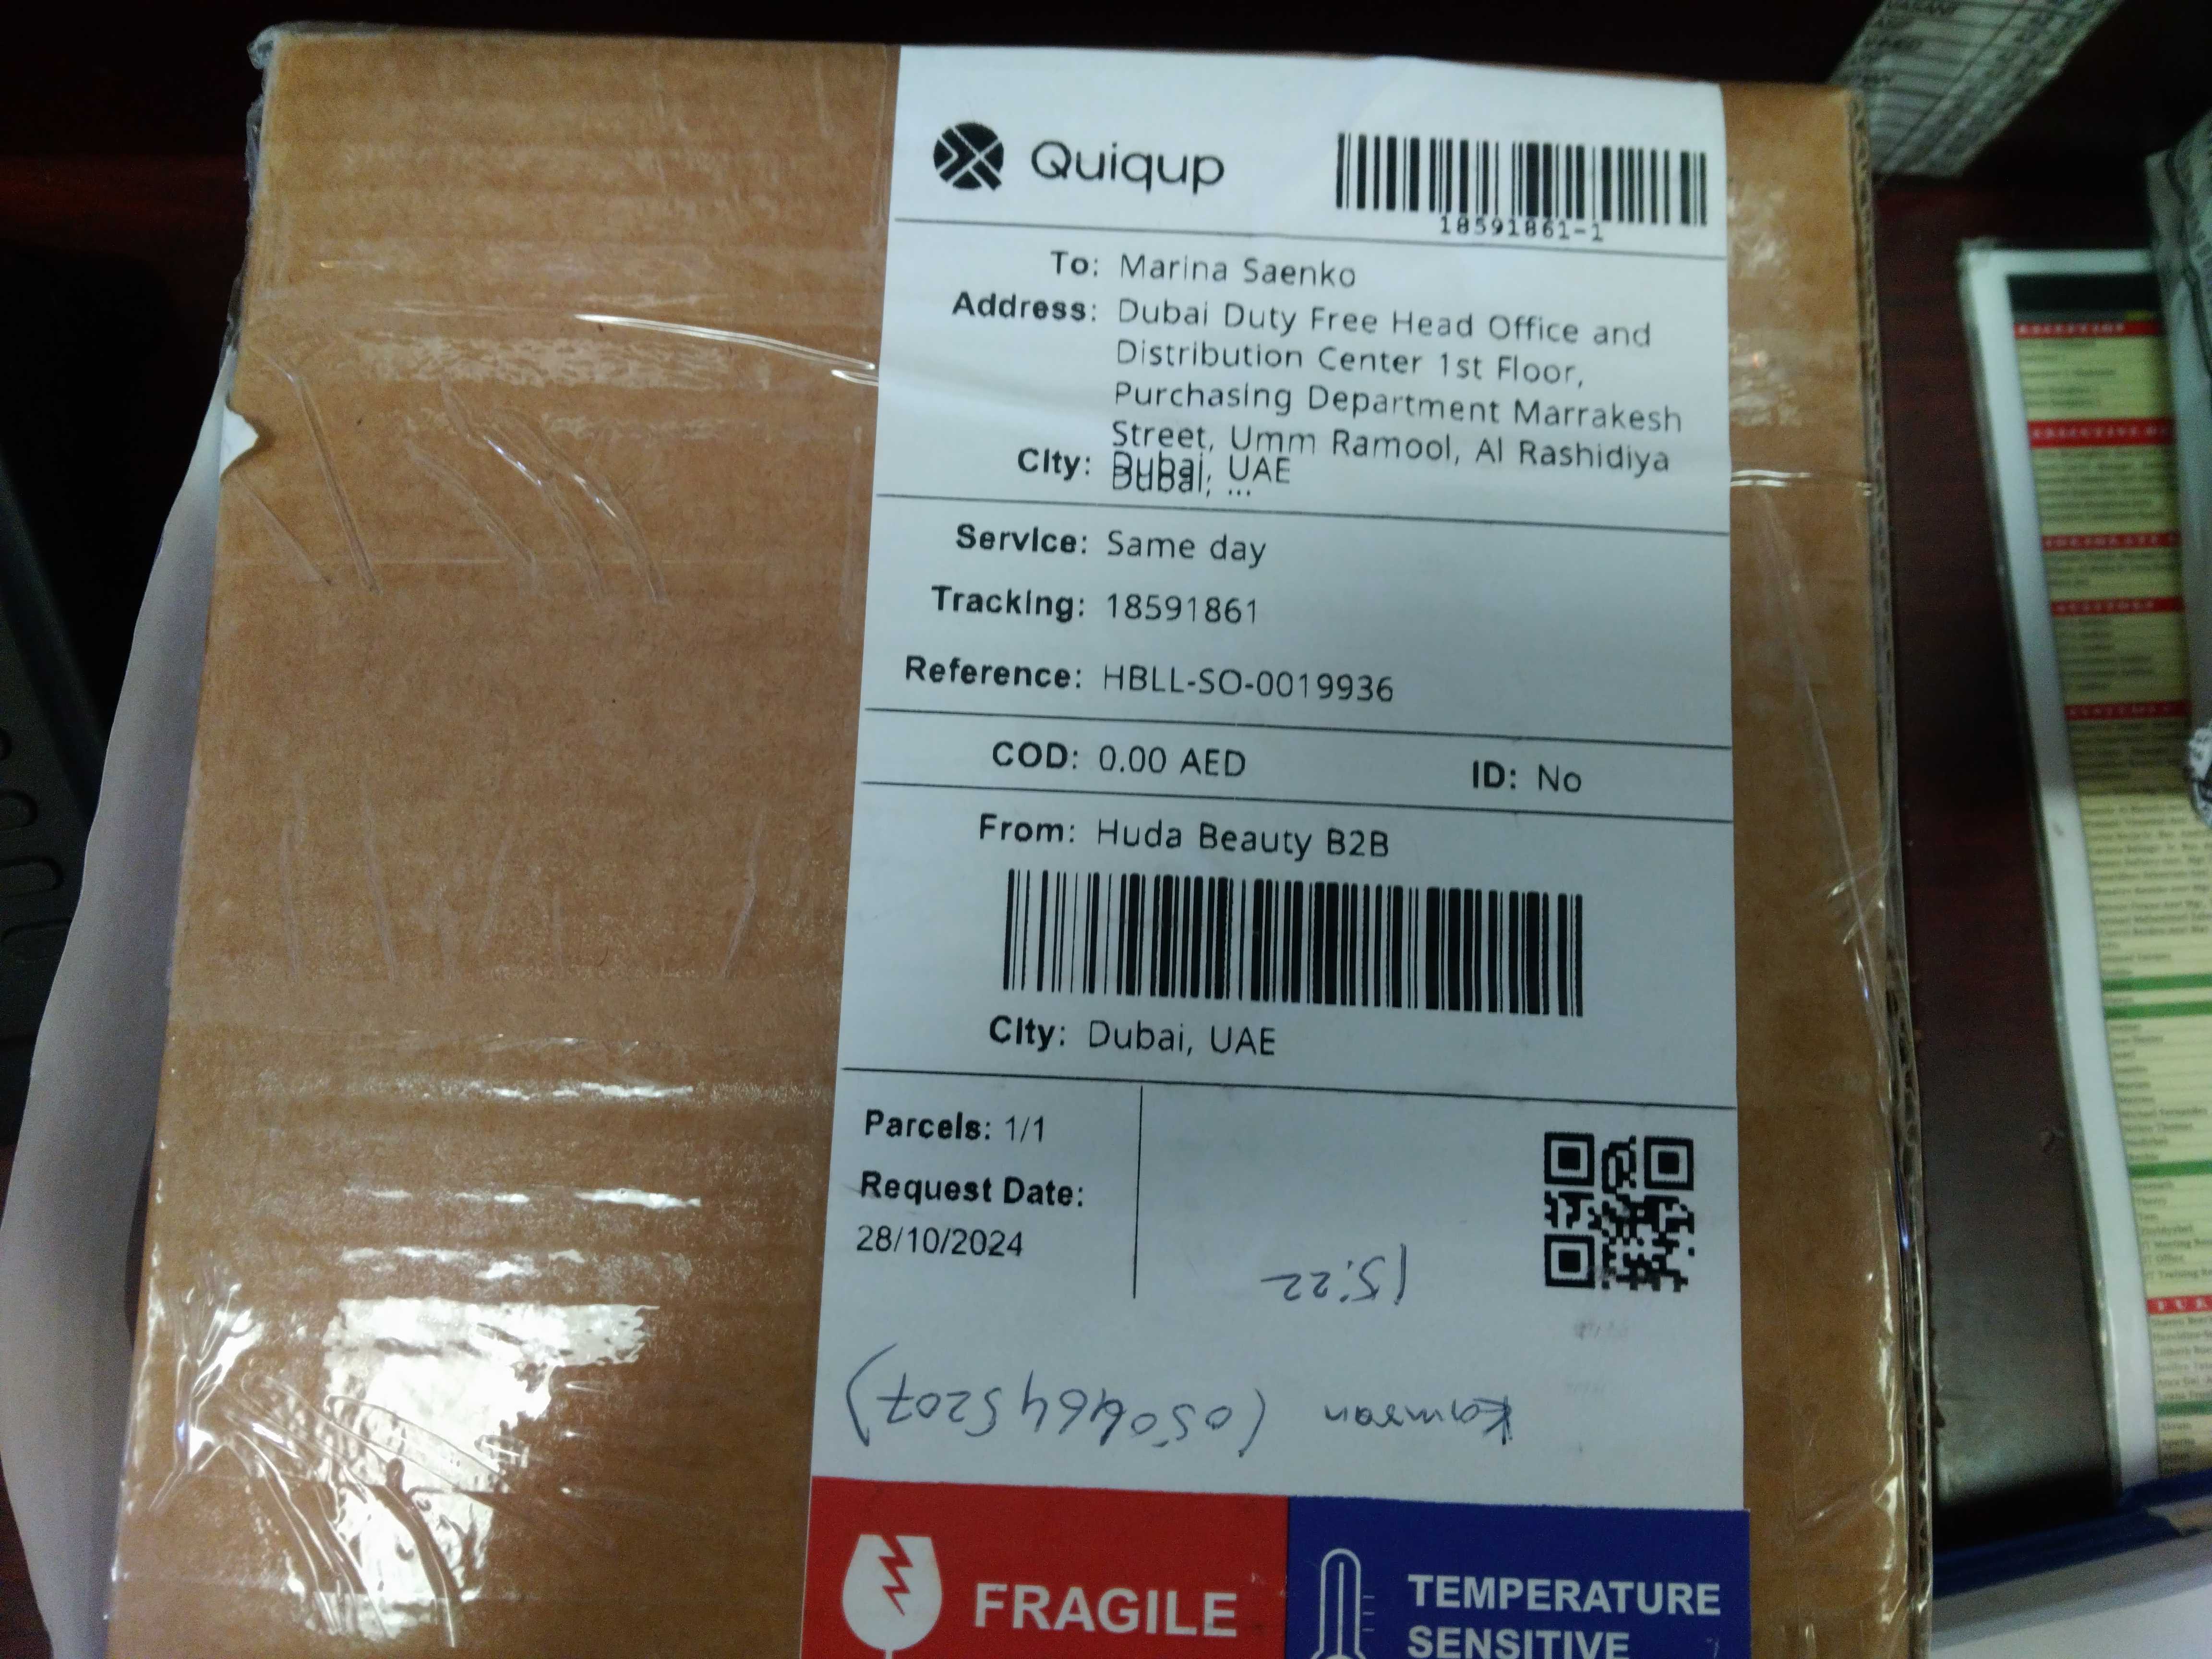 Quiqup
18591861-1
To: Marina Saenko
Address: Dubai Duty Free Head Office and
Distribution Center 1st Floor,
Purchasing Department Marrakesh
Street, Umm Ramool, Al Rashidiya
Dubai, ...
City: Dubai, UAE
Service: Same day
Tracking: 18591861
Reference: HBLL-SO-0019936
COD: 0.00 AED ID: No
From: Huda Beauty B2B
City: Dubai, UAE
Parcels: 1/1
Request Date:
28/10/2024
15:22
Kamran (0504645207)
FRAGILE
TEMPERATURE
SENSITIVE